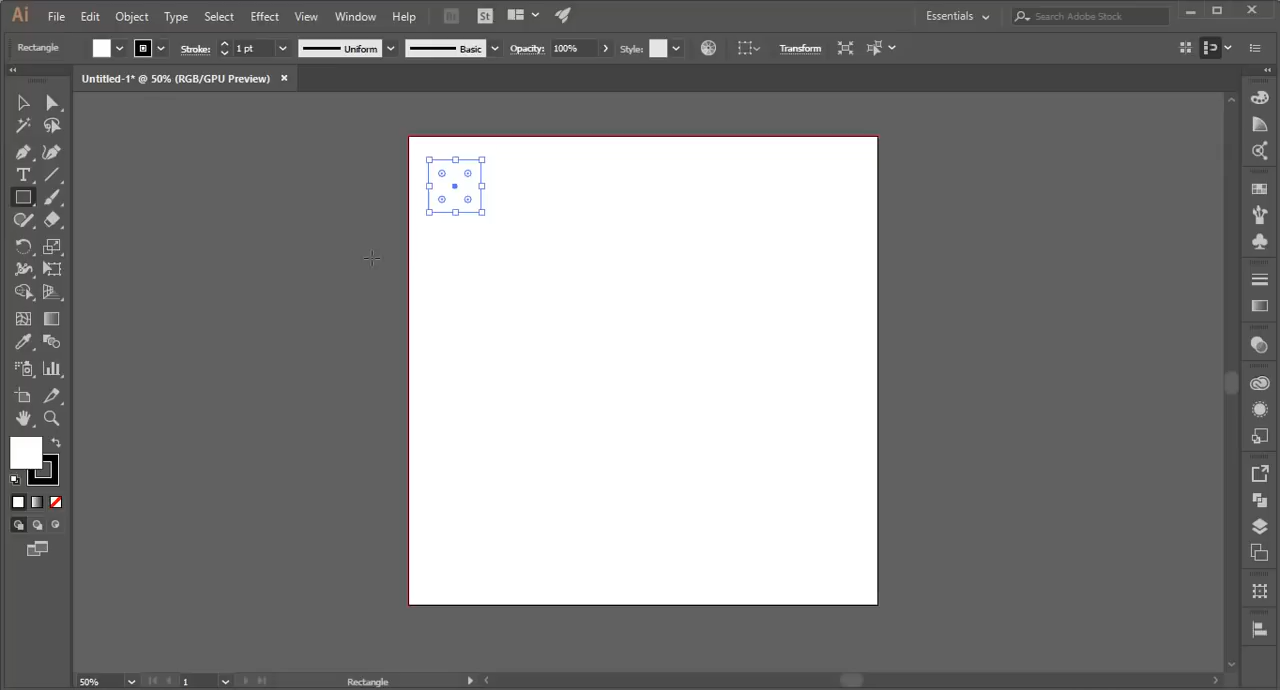 Ai File Edit Object Type Select Effect View Window Help Br St Essentials Search Adobe Stock
Rectangle Stroke: 1 pt Uniform Basic Opacity: 100% Style: Transform
Untitled-1* @ 50% (RGB/GPU Preview) ×
T
50% 1 Rectangle